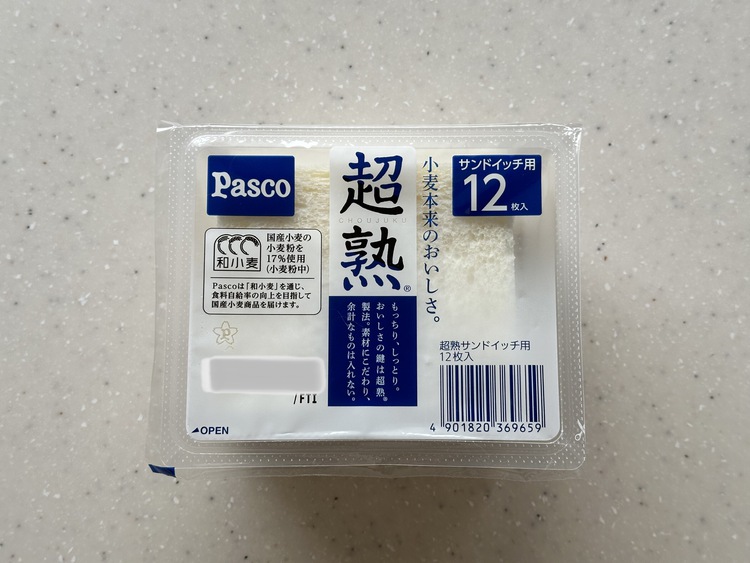 Pasco
超熟
CHOUJUKU
®
小麦本来のおいしさ。
サンドイッチ用
12枚入
和小麦
国産小麦の
小麦粉を
17%使用
(小麦粉中)
Pascoは「和小麦」を通じ、
食料自給率の向上を目指して
国産小麦商品を届けます。
もっちり、しっとり。
おいしさの鍵は超熟®
製法。素材にこだわり、
余計なものは入れない。
超熟サンドイッチ用
12枚入
/FTI
◢OPEN
4 901820 369659